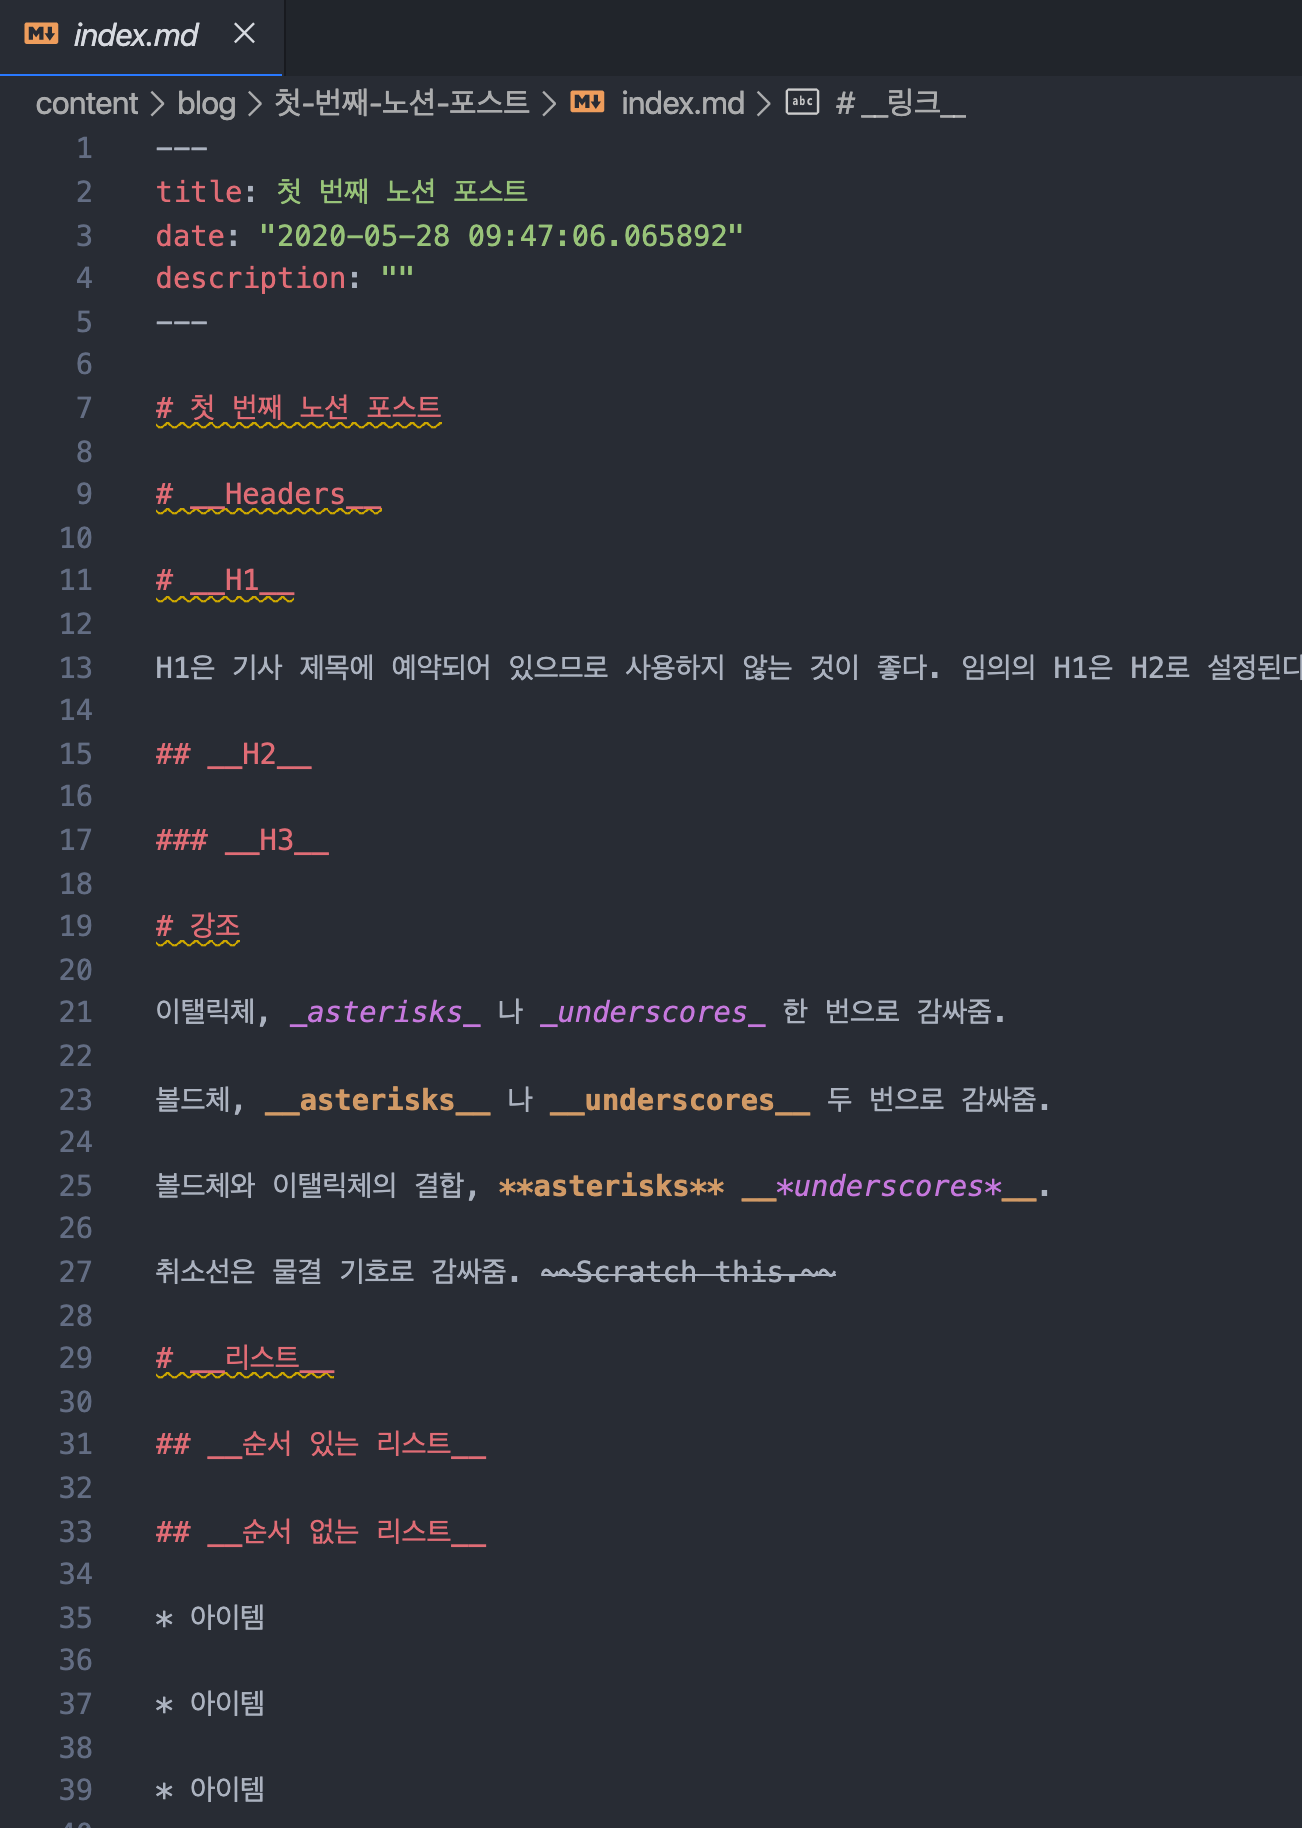 index.md
content > blog > 첫-번째-노션-포스트 > index.md > abc # __링크__
1 ---
2 title: 첫 번째 노션 포스트
3 date: "2020-05-28 09:47:06.065892"
4 description: ""
5 ---
6
7 # 첫 번째 노션 포스트
8
9 # __Headers__
10
11 # __H1__
12
13 H1은 기사 제목에 예약되어 있으므로 사용하지 않는 것이 좋다. 임의의 H1은 H2로 설정된다
14
15 ## __H2__
16
17 ### __H3__
18
19 # 강조
20
21 이탤릭체, _asterisks_ 나 _underscores_ 한 번으로 감싸줌.
22
23 볼드체, __asterisks__ 나 __underscores__ 두 번으로 감싸줌.
24
25 볼드체와 이탤릭체의 결합, **asterisks** __*underscores*__.
26
27 취소선은 물결 기호로 감싸줌. ~~Scratch this.~~
28
29 # __리스트__
30
31 ## __순서 있는 리스트__
32
33 ## __순서 없는 리스트__
34
35 * 아이템
36
37 * 아이템
38
39 * 아이템